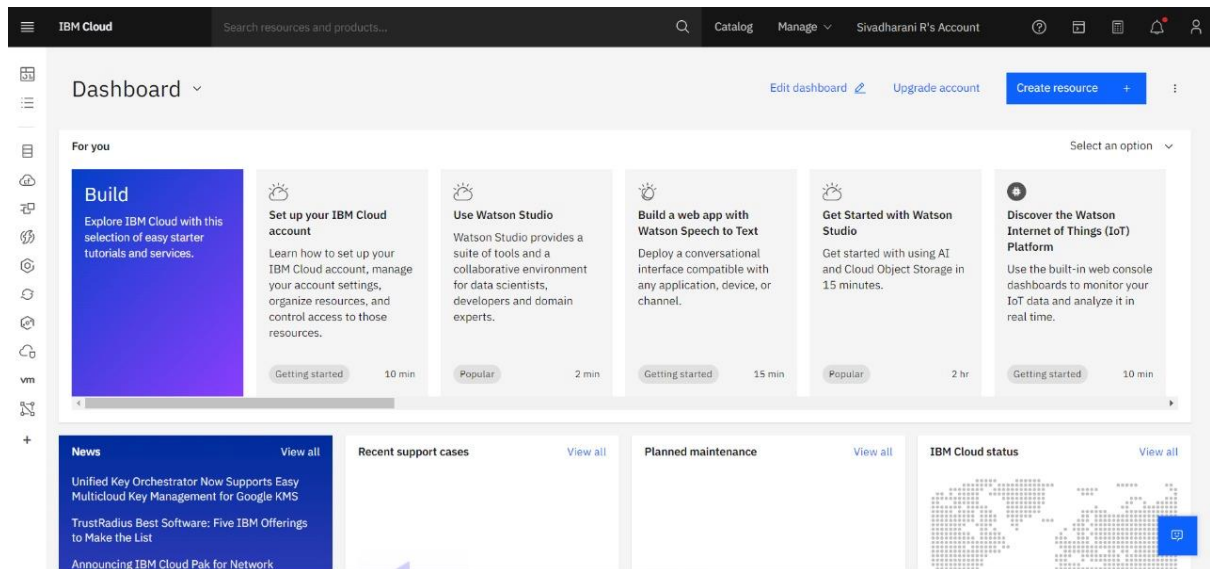 IBM Cloud
Search resources and products...
Catalog
Manage
Sivadharani R's Account
Dashboard
Edit dashboard
Upgrade account
Create resource +
For you
Select an option
Build
Explore IBM Cloud with this
selection of easy starter
tutorials and services.
Set up your IBM Cloud
account
Learn how to set up your
IBM Cloud account, manage
your account settings,
organize resources, and
control access to those
resources.
Getting started
10 min
Use Watson Studio
Watson Studio provides a
suite of tools and a
collaborative environment
for data scientists,
developers and domain
experts.
Popular
2 min
Build a web app with
Watson Speech to Text
Deploy a conversational
interface compatible with
any application, device, or
channel.
Getting started
15 min
Get Started with Watson
Studio
Get started with using AI
and Cloud Object Storage in
15 minutes.
Popular
2 hr
Discover the Watson
Internet of Things (IoT)
Platform
Use the built-in web console
dashboards to monitor your
IoT data and analyze it in
real time.
Getting started
10 min
vm
News
View all
Unified Key Orchestrator Now Supports Easy
Multicloud Key Management for Google KMS
TrustRadius Best Software: Five IBM Offerings
to Make the List
Announcing IBM Cloud Pak for Network
Recent support cases
View all
Planned maintenance
View all
IBM Cloud status
View all